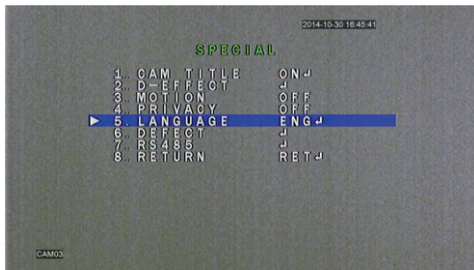 2014-10-30 16:45:41
SPECIAL
1. CAM TITLE ON↲
2. D-EFFECT ↲
3. MOTION OFF
4. PRIVACY OFF
5. LANGUAGE ENG↲
6. DEFECT ↲
7. RS485 ↲
8. RETURN RET↲
CAM03